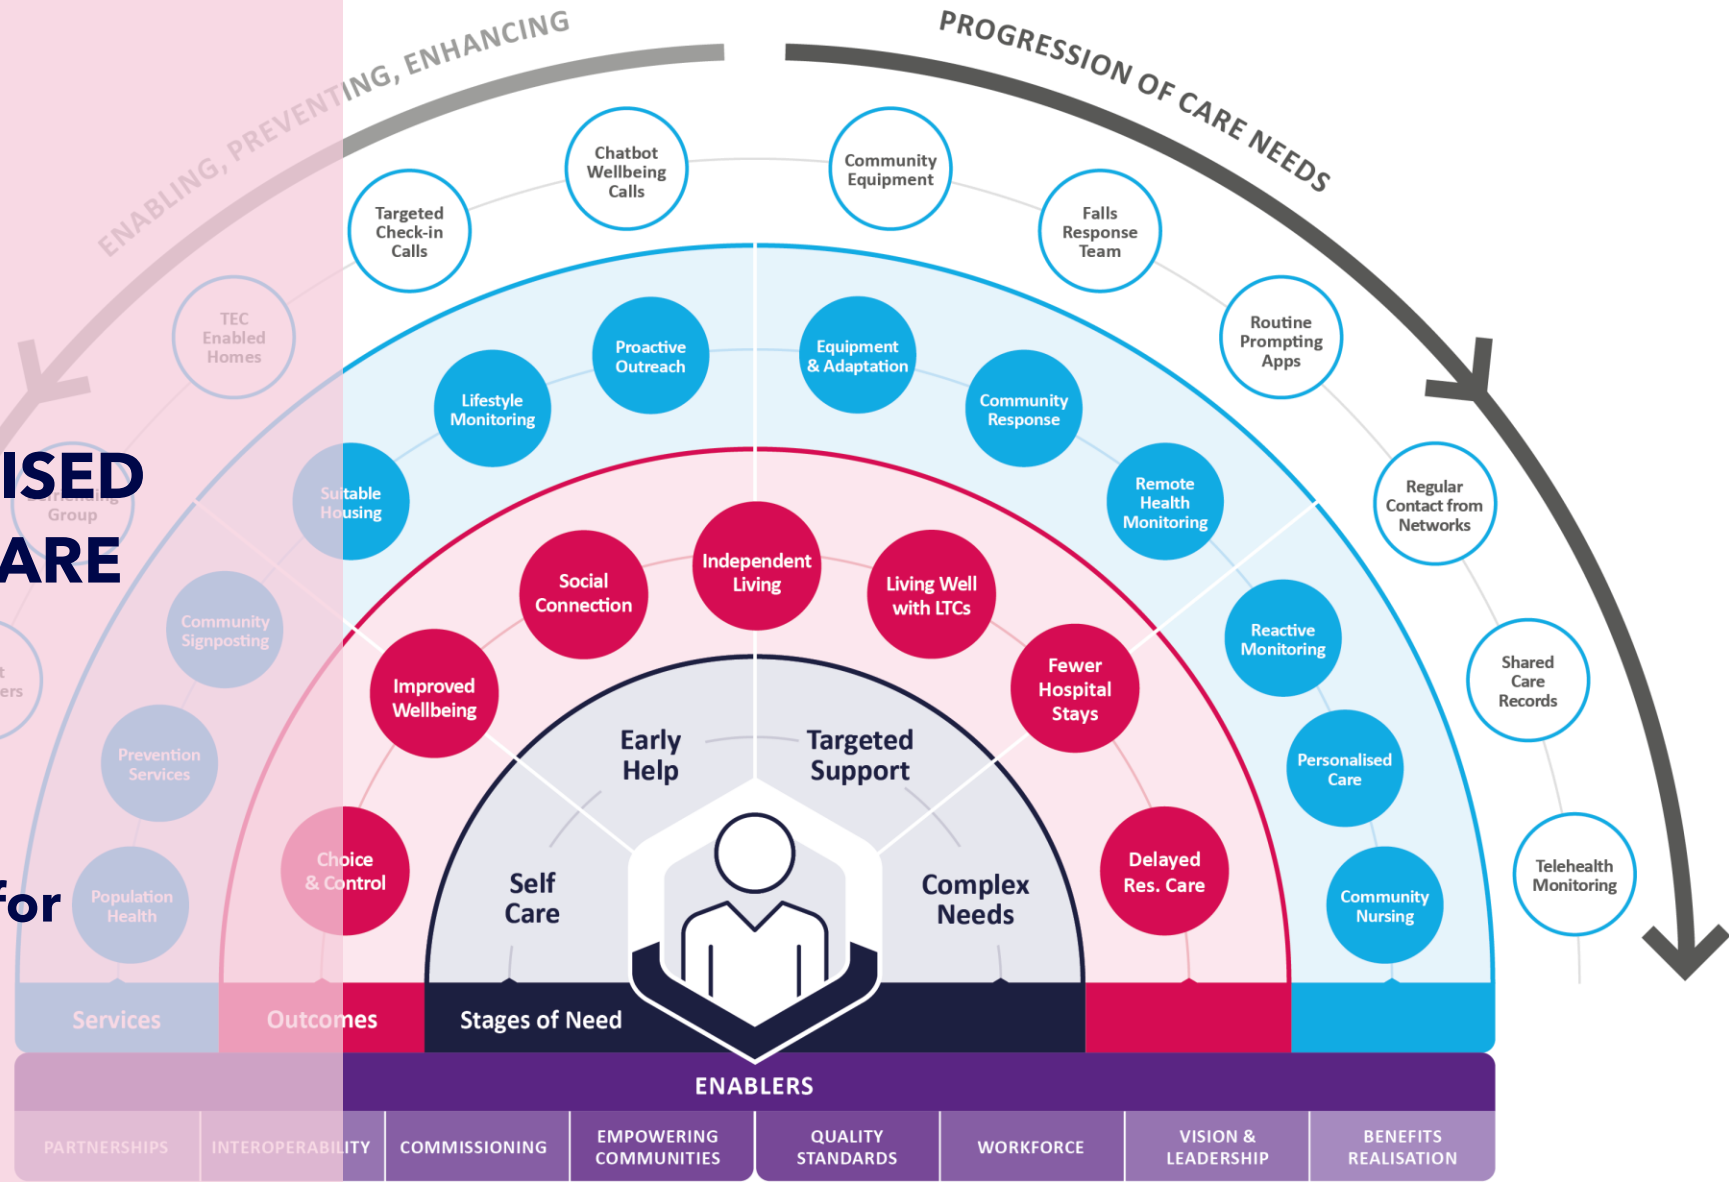 ENABLING, PREVENTING, ENHANCING
PROGRESSION OF CARE NEEDS
Chatbot
Wellbeing
Calls
Community
Equipment
Targeted
Check-in
Calls
Falls
Response
Team
TEC
Enabled
Homes
Routine
Prompting
Apps
Proactive
Outreach
Equipment
& Adaptation
Lifestyle
Monitoring
Community
Response
ISED
ARE
for
Befriending
Group
Suitable
Housing
Remote
Health
Monitoring
Regular
Contact from
Networks
Social
Connection
Independent
Living
Living Well
with LTCs
Community
Signposting
Reactive
Monitoring
Improved
Wellbeing
Fewer
Hospital
Stays
Shared
Care
Records
t
ers
Prevention
Services
Early
Help
Targeted
Support
Personalised
Care
Choice
& Control
Self
Care
Complex
Needs
Delayed
Res. Care
Telehealth
Monitoring
Population
Health
Community
Nursing
Services
Outcomes
Stages of Need
ENABLERS
PARTNERSHIPS
INTEROPERABILITY
COMMISSIONING
EMPOWERING
COMMUNITIES
QUALITY
STANDARDS
WORKFORCE
VISION &
LEADERSHIP
BENEFITS
REALISATION